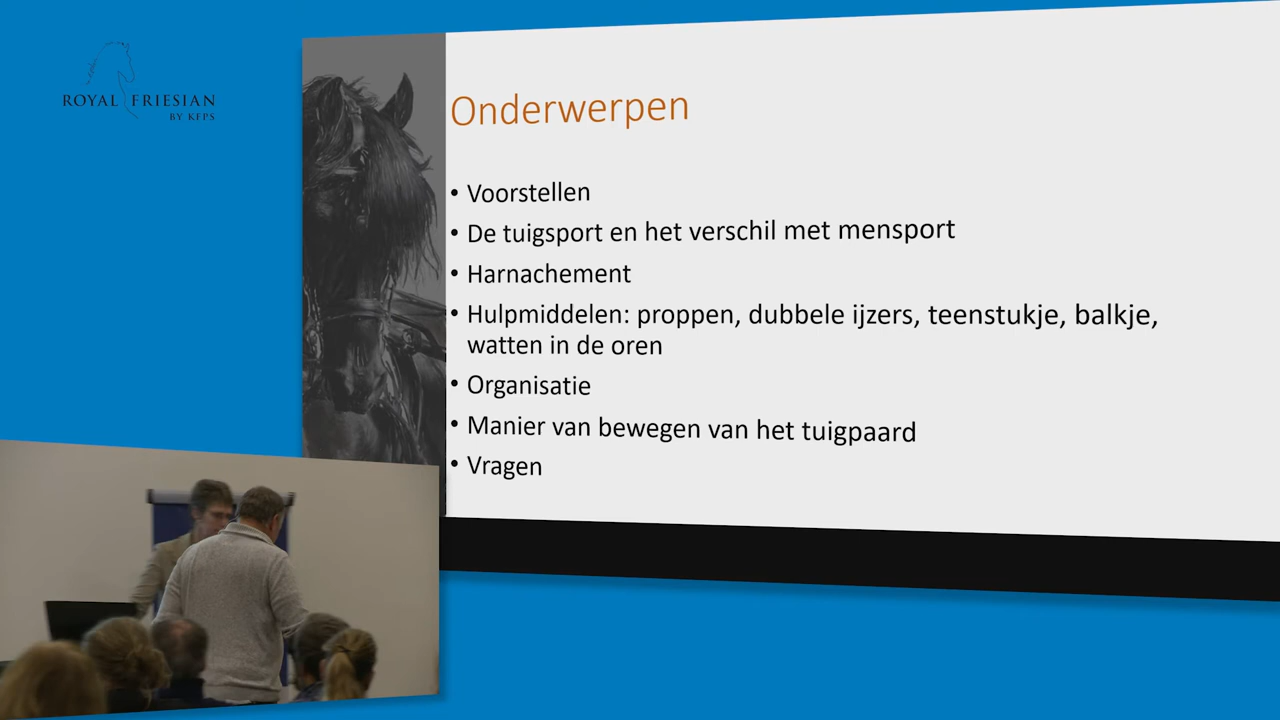 ROYAL FRIESIAN
BY KFPS
Onderwerpen
• Voorstellen
• De tuigsport en het verschil met mensport
• Harnachement
• Hulpmiddelen: proppen, dubbele ijzers, teenstukje, balkje,
watten in de oren
• Organisatie
• Manier van bewegen van het tuigpaard
• Vragen